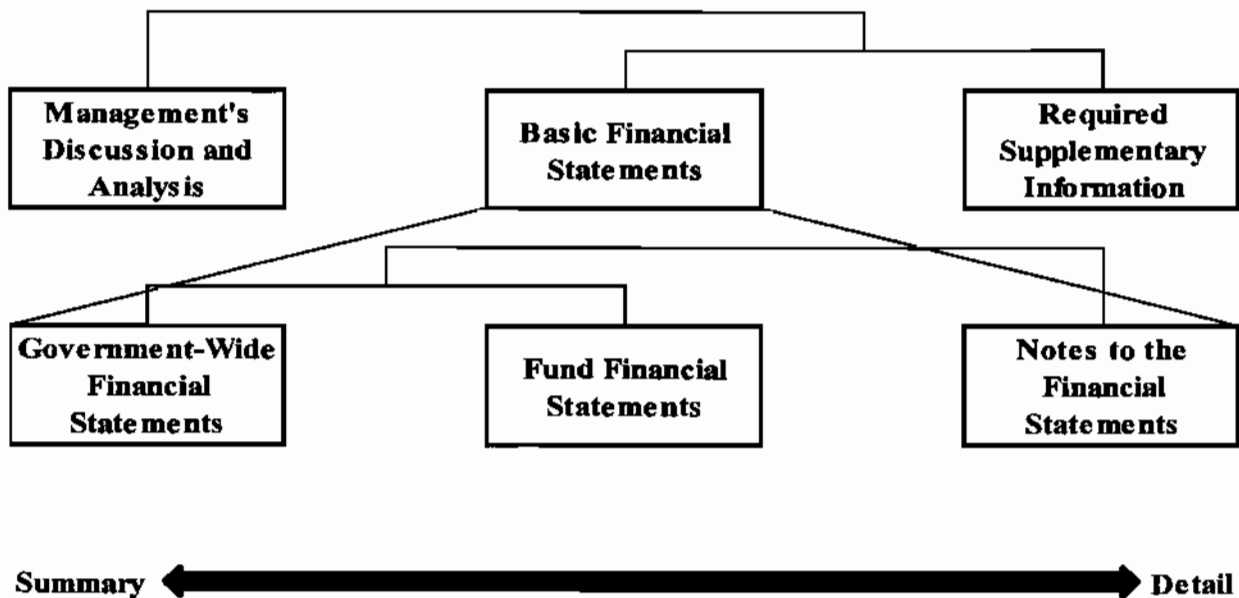 Management's
Discussion and
Analysis
Basic Financial
Statements
Required
Supplementary
Information
Government-Wide
Financial
Statements
Fund Financial
Statements
Notes to the
Financial
Statements
Summary
Detail